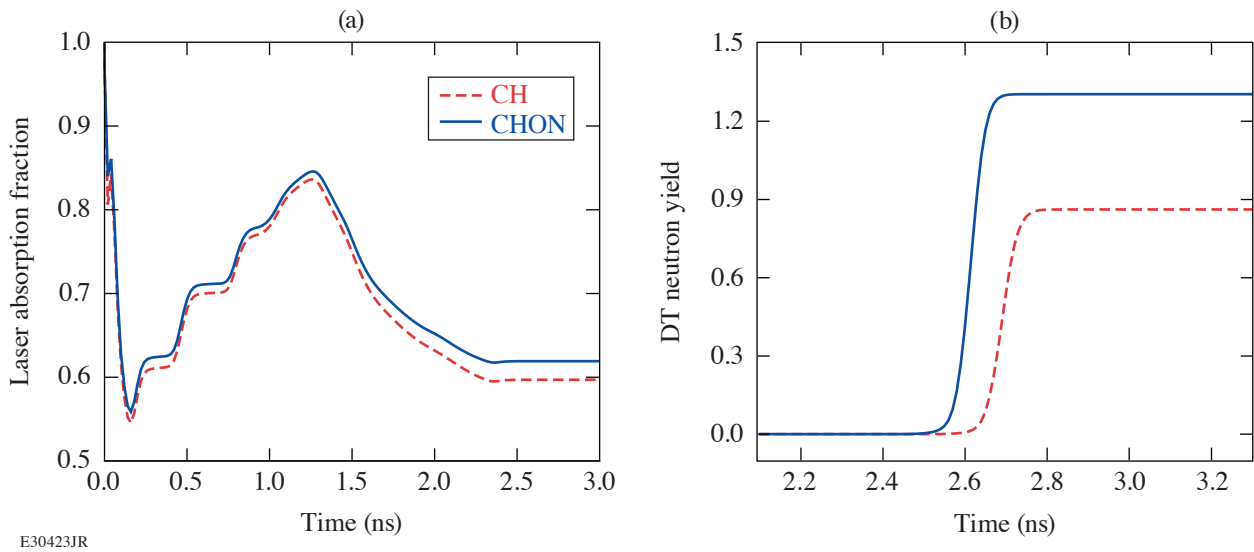 (a)
1.0
0.9
0.8
0.7
0.6
0.5
Laser absorption fraction
CH
CHON
0.0 0.5 1.0 1.5 2.0 2.5 3.0
Time (ns)
(b)
1.5
1.2
0.9
0.6
0.3
0.0
DT neutron yield
2.2 2.4 2.6 2.8 3.0 3.2
Time (ns)
E30423JR